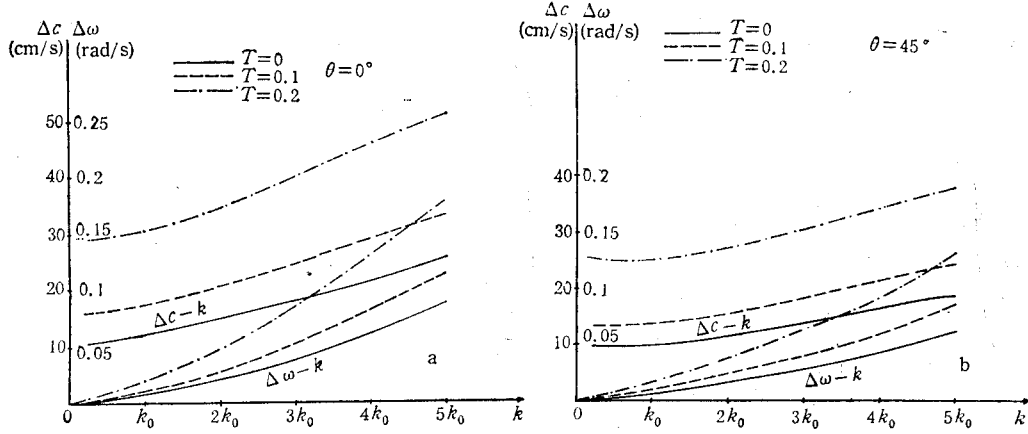 Δc Δω
(cm/s) (rad/s)
T=0
T=0.1
T=0.2
θ=0°
50 0.25
40 0.2
30 0.15
20 0.1
10 0.05
Δc-k
Δω-k
a
0 k₀ 2k₀ 3k₀ 4k₀ 5k₀ k
Δc Δω
(cm/s) (rad/s)
T=0
T=0.1
T=0.2
θ=45°
40 0.2
30 0.15
20 0.1
10 0.05
Δc-k
Δω-k
b
0 k₀ 2k₀ 3k₀ 4k₀ 5k₀ k